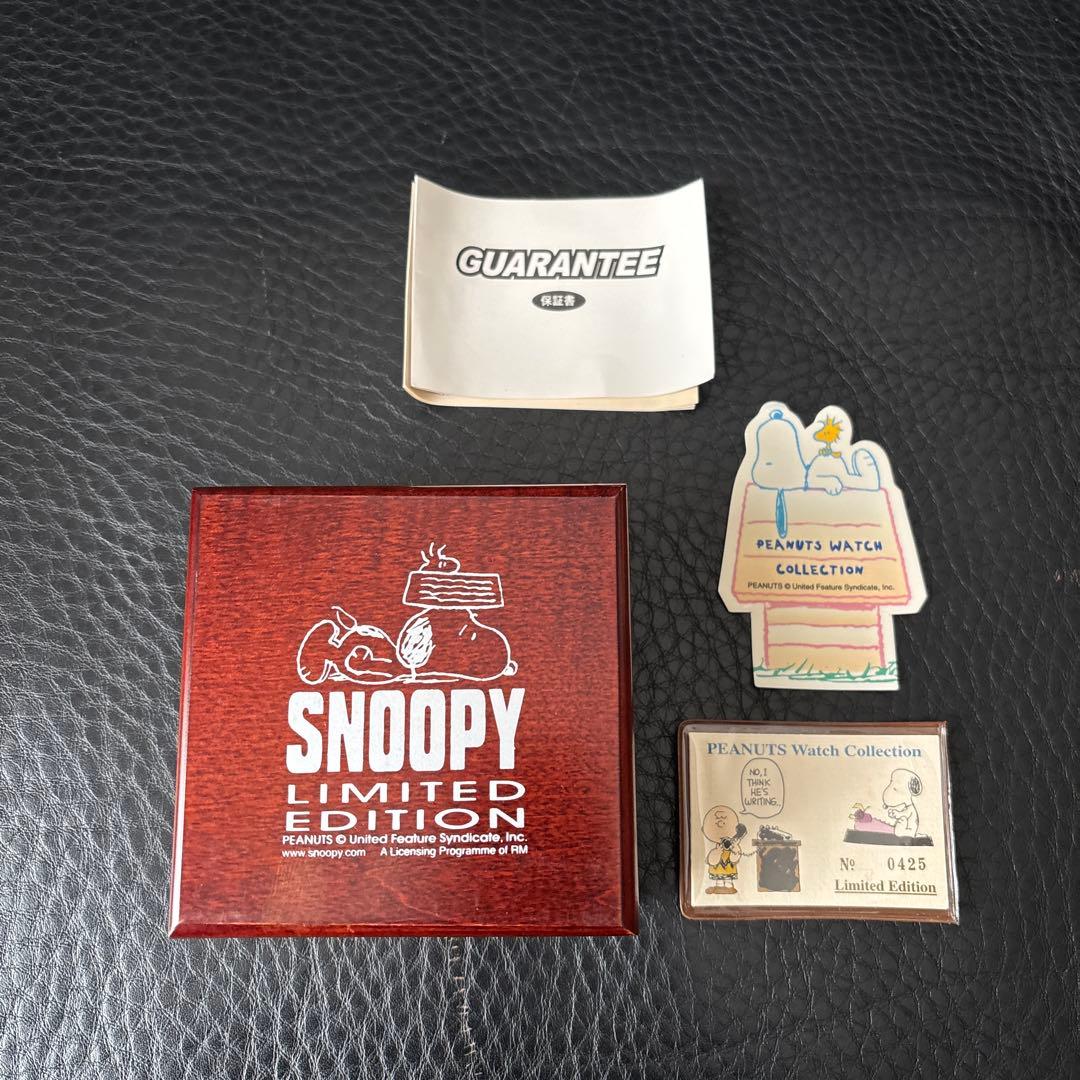 GUARANTEE
保証書
PEANUTS WATCH
COLLECTION
PEANUTS © United Feature Syndicate, Inc.
SNOOPY
LIMITED
EDITION
PEANUTS © United Feature Syndicate, Inc.
www.snoopy.com A Licensing Programme of RM
PEANUTS Watch Collection
NO, I
THINK
HE'S
WRITING..
Nº 0425
Limited Edition